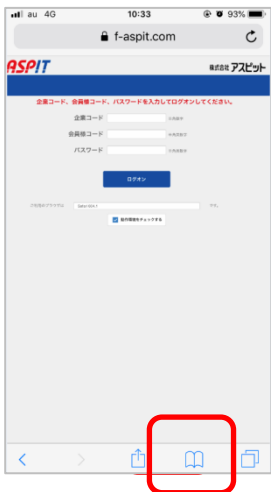 au 4G 10:33 93%
f-aspit.com
ASPIT 株式会社 アスピット
企業コード、会員様コード、パスワードを入力してログオンしてください。
企業コード
会員様コード
パスワード
ログオン
動作環境をチェックする